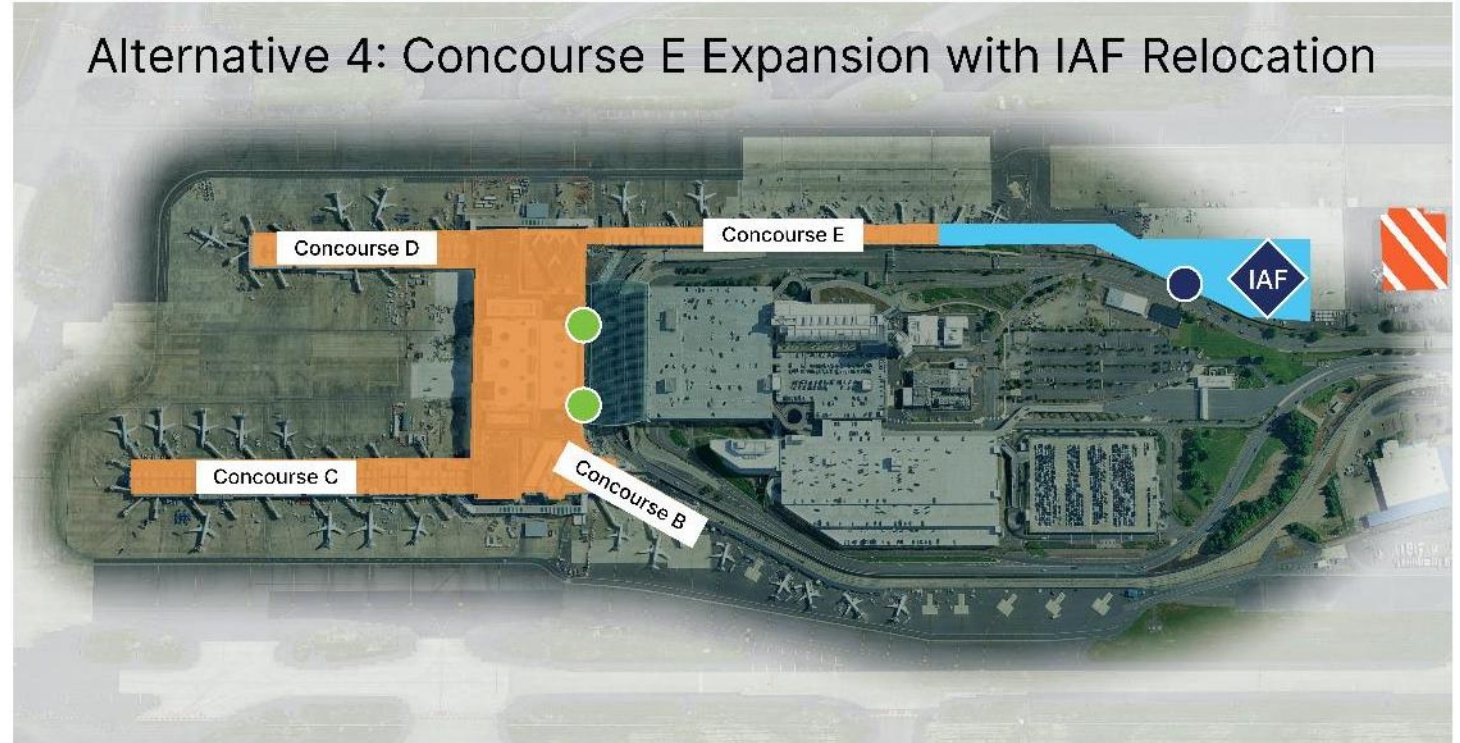 Alternative 4: Concourse E Expansion with IAF Relocation
Concourse D
Concourse E
IAF
Concourse C
Concourse B